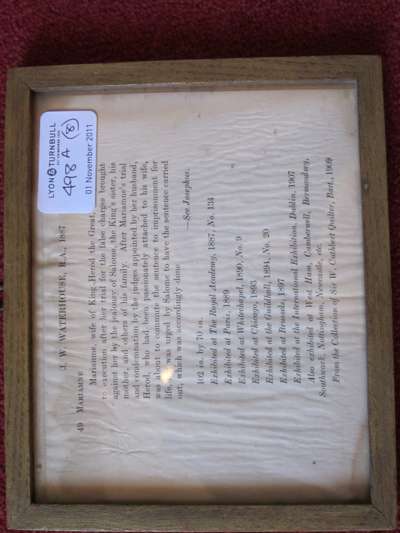 LYON & TURNBULL
(8)
01 November 2011
J. W. WATERHOUSE, R.A., 1887
49 MARIAMNE
Mariamne, wife of King Herod the Great,
to execution after her trial for the false charges brought
against her by the jealousy of Salome, the King's sister, his
mother, and others of his family. After Mariamne's trial
and condemnation by the judges appointed by her husband,
Herod, who had been passionately attached to his wife,
was bent to commute the sentence to imprisonment for
life, but was urged by Salome to have the sentence carried
out, which was accordingly done
—See Josephus.
102 in. by 70 in.
Exhibited at The Royal Academy, 1887, No. 134
Exhibited at Paris, 1889
Exhibited at Whitechapel, 1890, No. 9
Exhibited at Chicago, 1893
Exhibited at the Guildhall, 1894, No. 20
Exhibited at Brussels, 1897
Exhibited at the International Exhibition, Dublin, 1907
Also exhibited at West Ham, Camberwell, Bermondsey,
Southwark, Nottingham, Newcastle, etc.
From the Collection of Sir W. Cuthbert Quilter, Bart., 1909